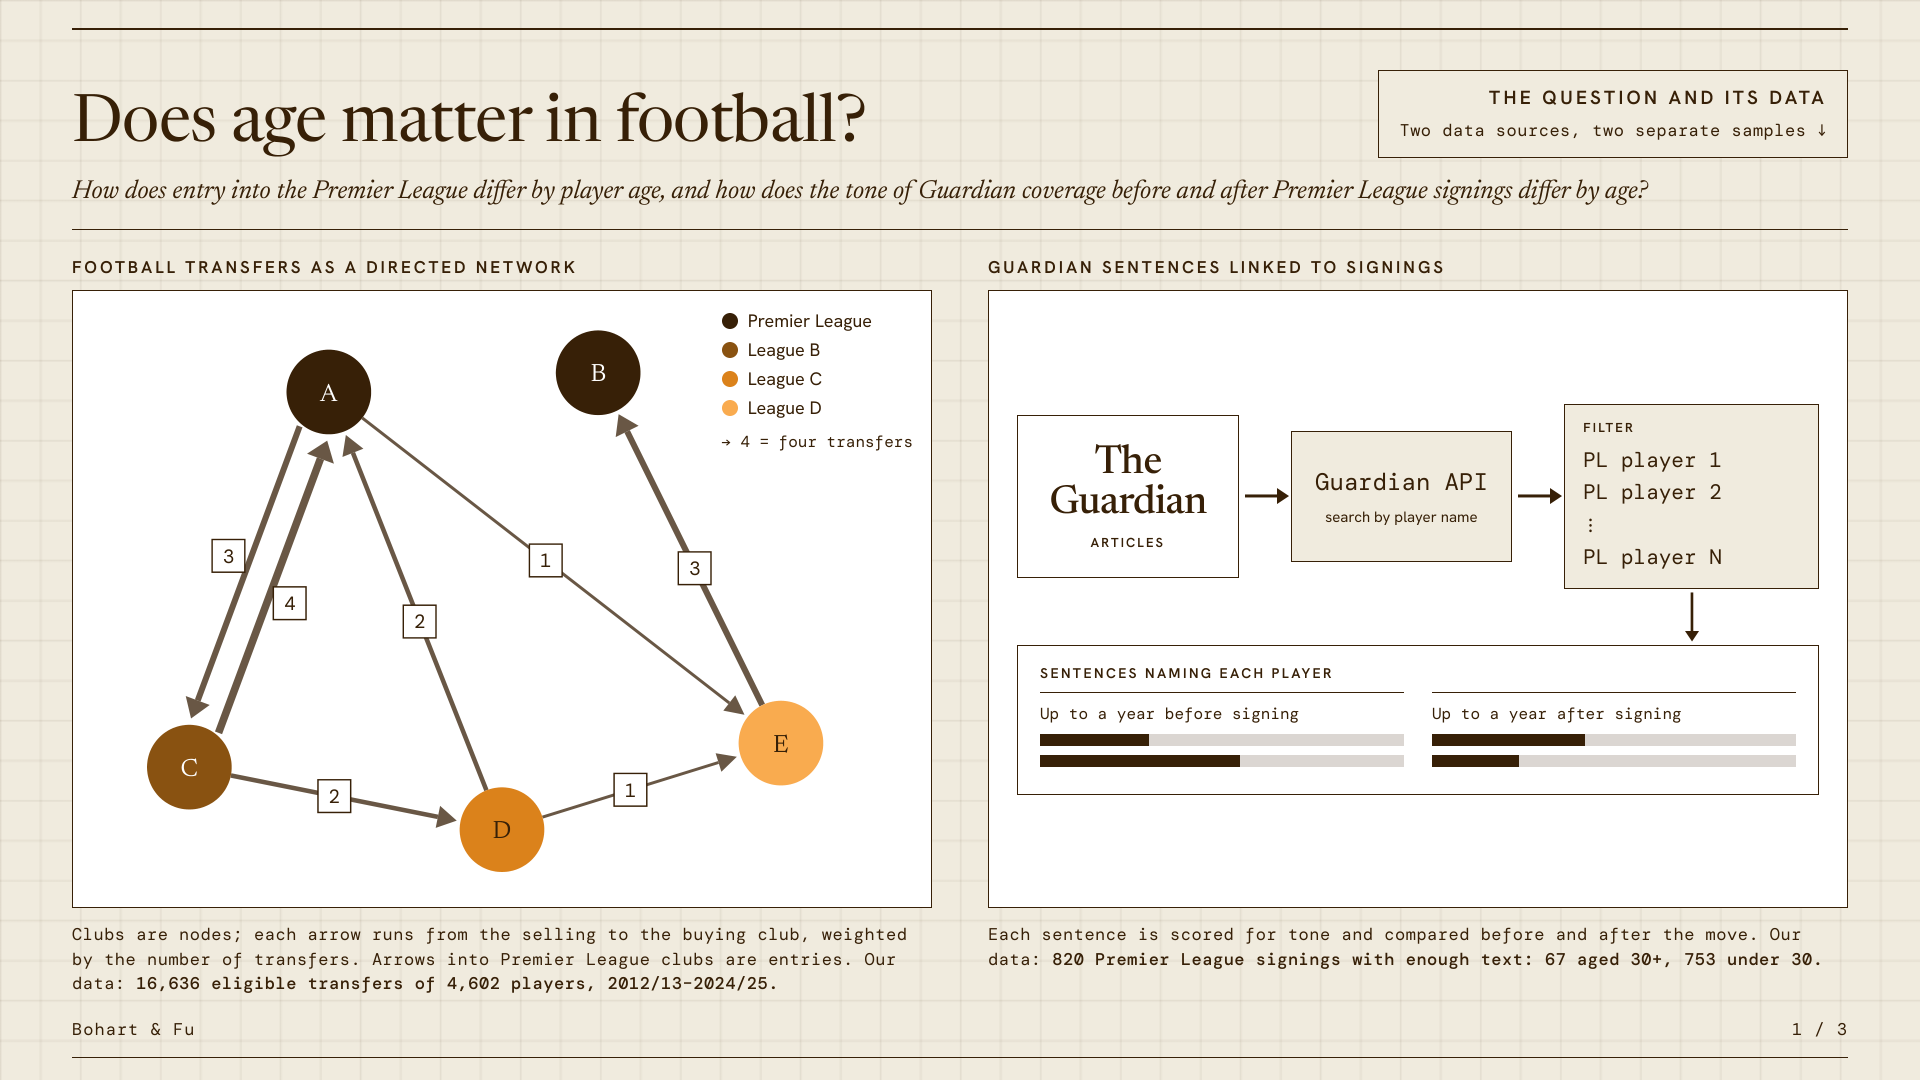 Does age matter in football?
THE QUESTION AND ITS DATA
Two data sources, two separate samples ↓
How does entry into the Premier League differ by player age, and how does the tone of Guardian coverage before and after Premier League signings differ by age?
FOOTBALL TRANSFERS AS A DIRECTED NETWORK
Premier League
League B
League C
League D
→ 4 = four transfers
A
B
3
4
2
1
3
C
2
D
1
E
Clubs are nodes; each arrow runs from the selling to the buying club, weighted
by the number of transfers. Arrows into Premier League clubs are entries. Our
data: 16,636 eligible transfers of 4,602 players, 2012/13–2024/25.
GUARDIAN SENTENCES LINKED TO SIGNINGS
The
Guardian
ARTICLES
Guardian API
search by player name
FILTER
PL player 1
PL player 2
⋮
PL player N
SENTENCES NAMING EACH PLAYER
Up to a year before signing
Up to a year after signing
Each sentence is scored for tone and compared before and after the move. Our
data: 820 Premier League signings with enough text: 67 aged 30+, 753 under 30.
Bohart & Fu
1 / 3